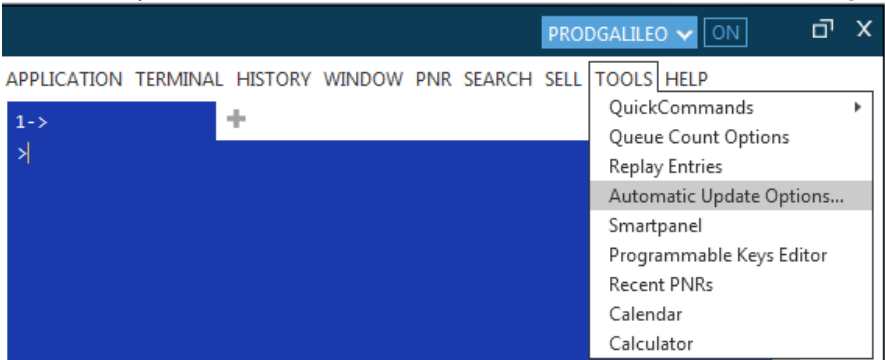 PRODGALILEO ON X
APPLICATION TERMINAL HISTORY WINDOW PNR SEARCH SELL TOOLS HELP
1->
>
QuickCommands
Queue Count Options
Replay Entries
Automatic Update Options...
Smartpanel
Programmable Keys Editor
Recent PNRs
Calendar
Calculator